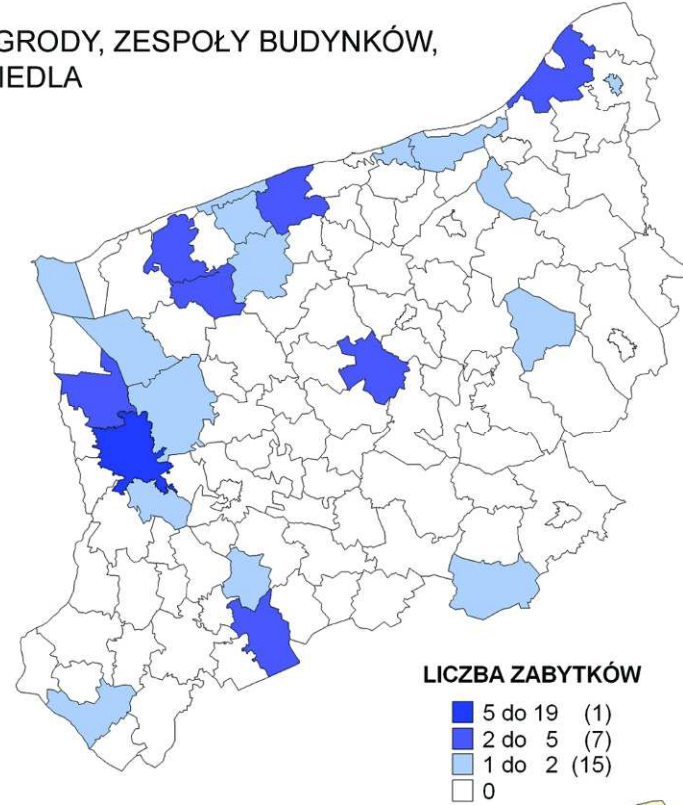 GRODY, ZESPOŁY BUDYNKÓW,
IEDLA
LICZBA ZABYTKÓW
5 do 19 (1)
2 do 5 (7)
1 do 2 (15)
0